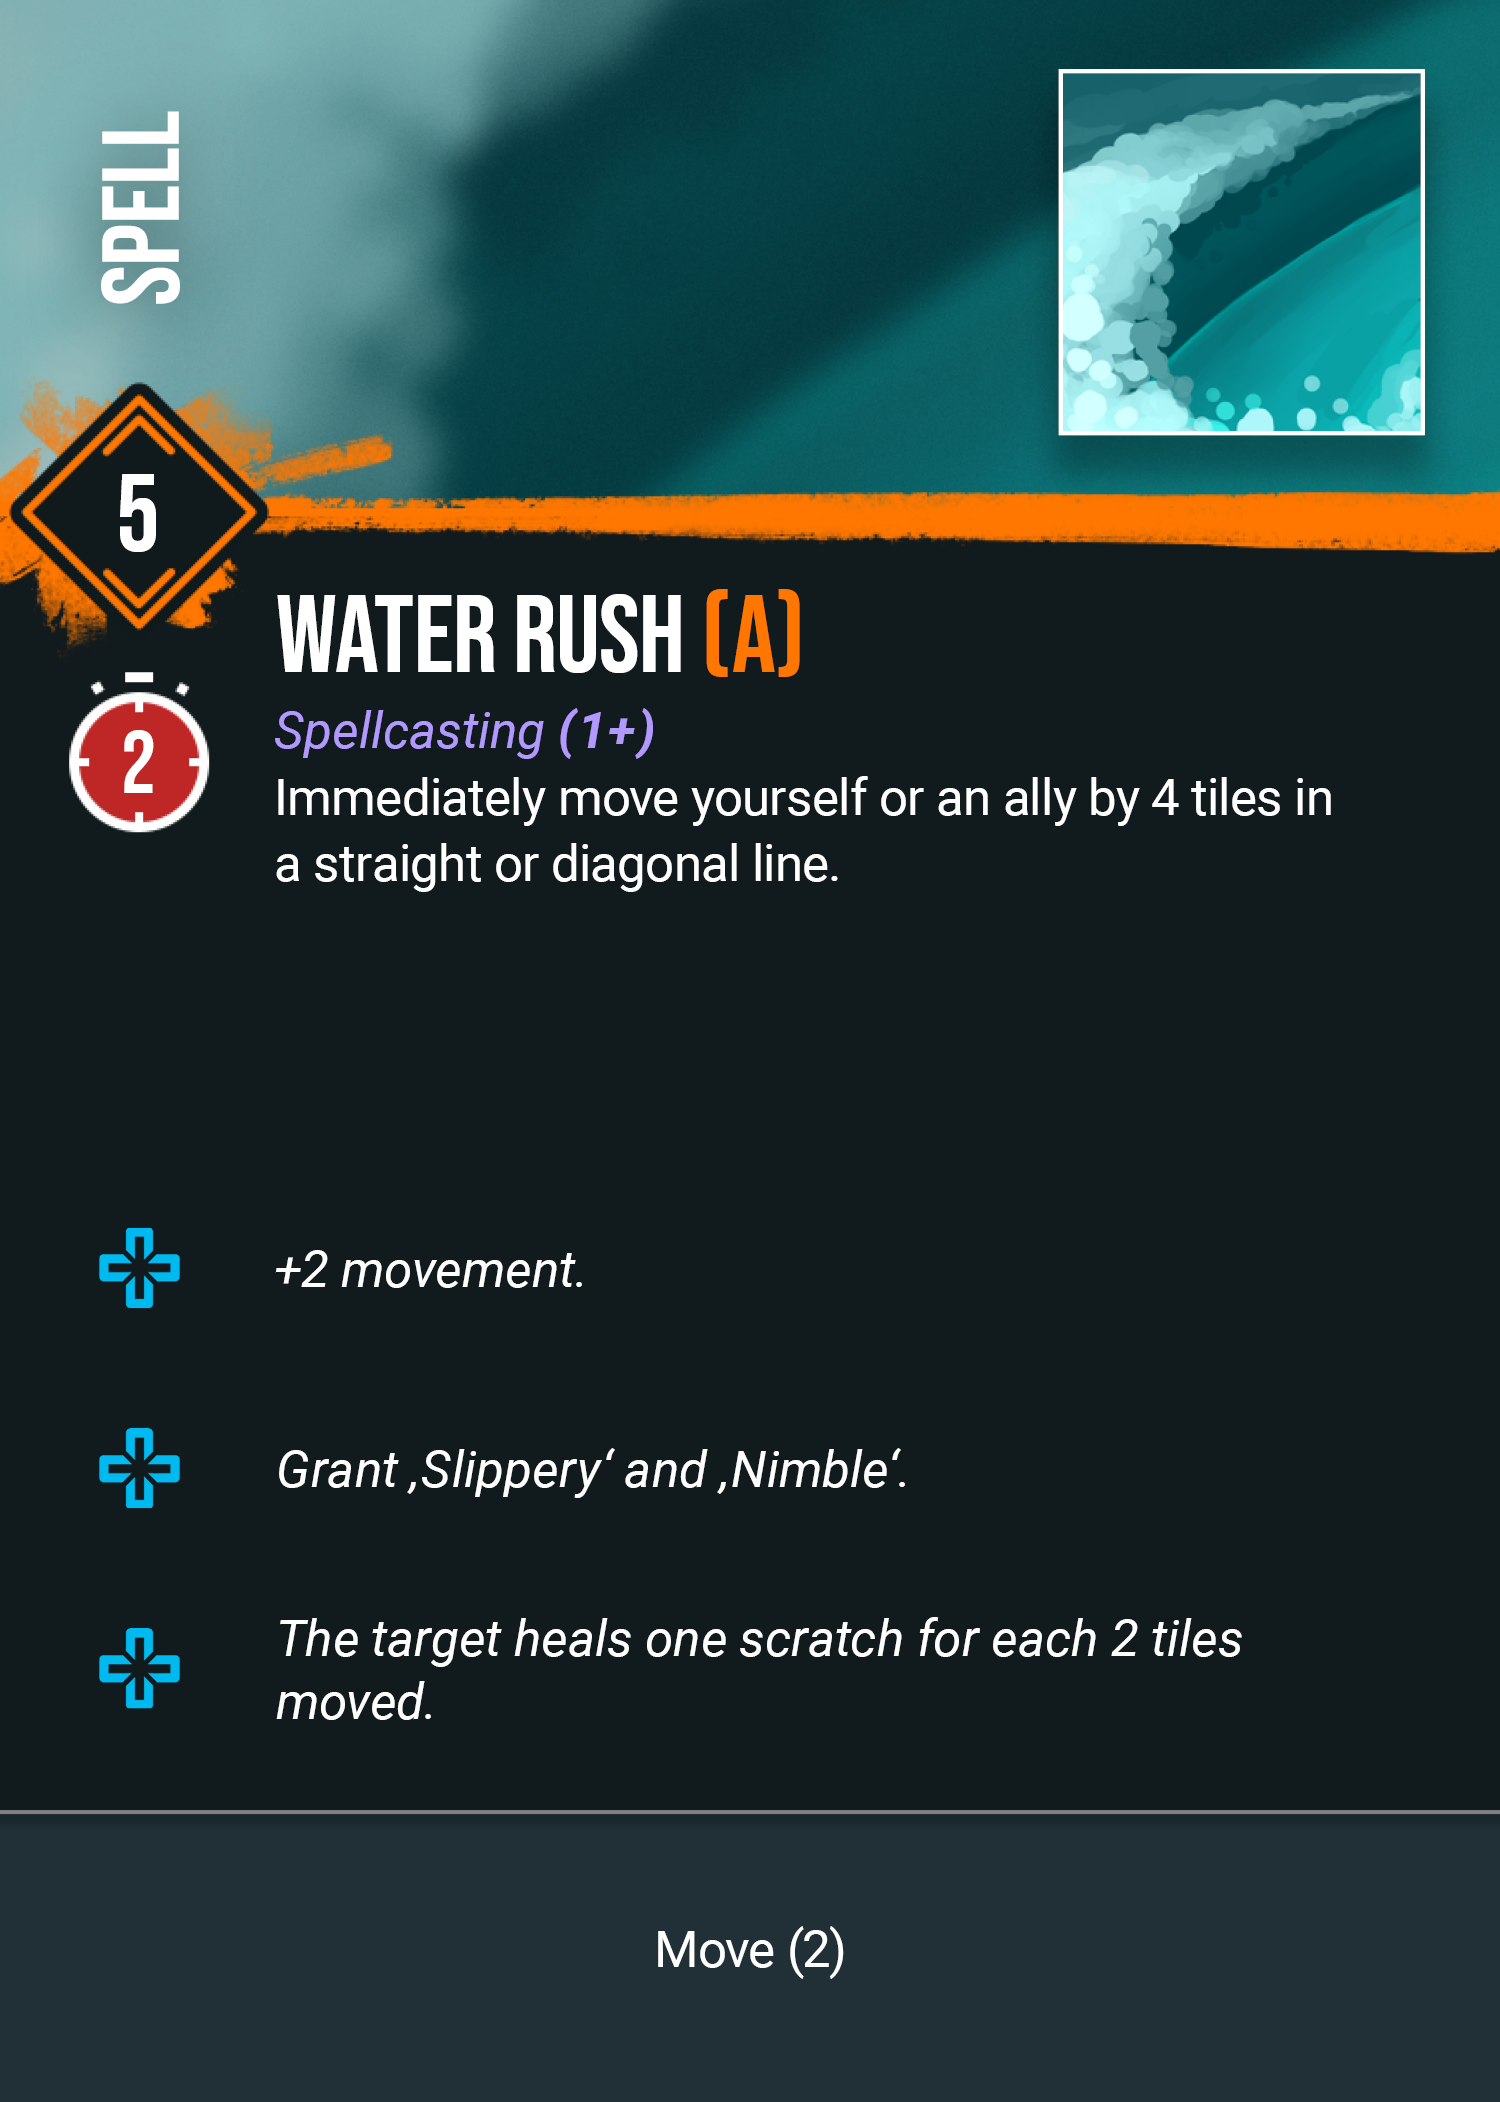 SPELL
5
WATER RUSH (A)
2
Spellcasting (1+)
Immediately move yourself or an ally by 4 tiles in
a straight or diagonal line.
+2 movement.
Grant ‚Slippery‘ and ‚Nimble‘.
The target heals one scratch for each 2 tiles
moved.
Move (2)